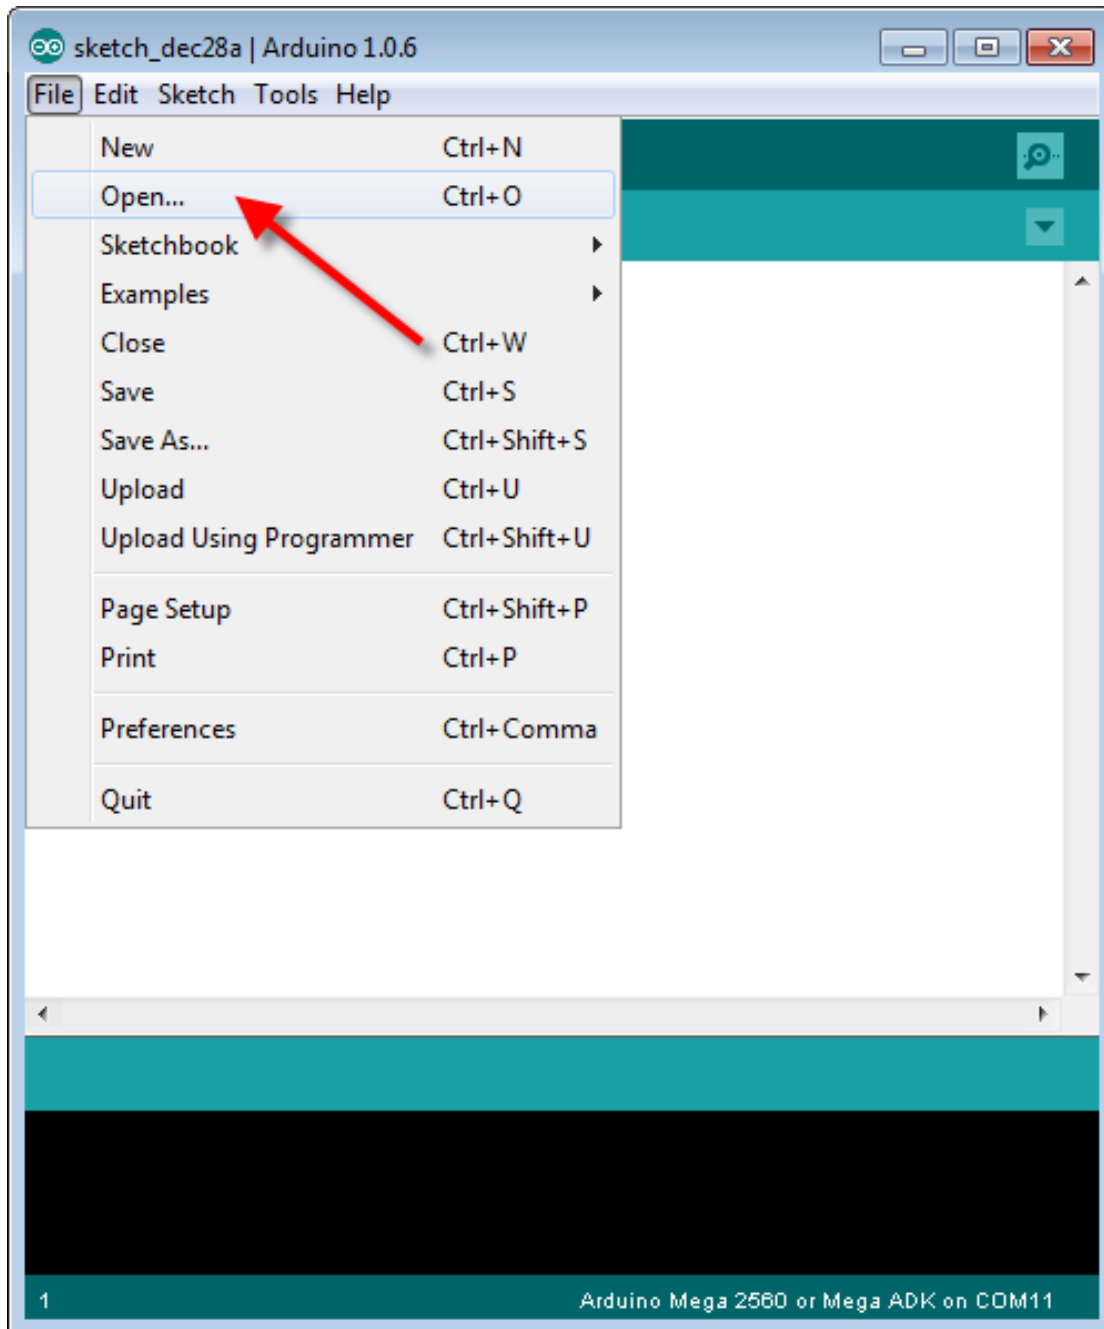 sketch_dec28a | Arduino 1.0.6
File Edit Sketch Tools Help
New Ctrl+N
Open... Ctrl+O
Sketchbook
Examples
Close Ctrl+W
Save Ctrl+S
Save As... Ctrl+Shift+S
Upload Ctrl+U
Upload Using Programmer Ctrl+Shift+U
Page Setup Ctrl+Shift+P
Print Ctrl+P
Preferences Ctrl+Comma
Quit Ctrl+Q
1 Arduino Mega 2560 or Mega ADK on COM11